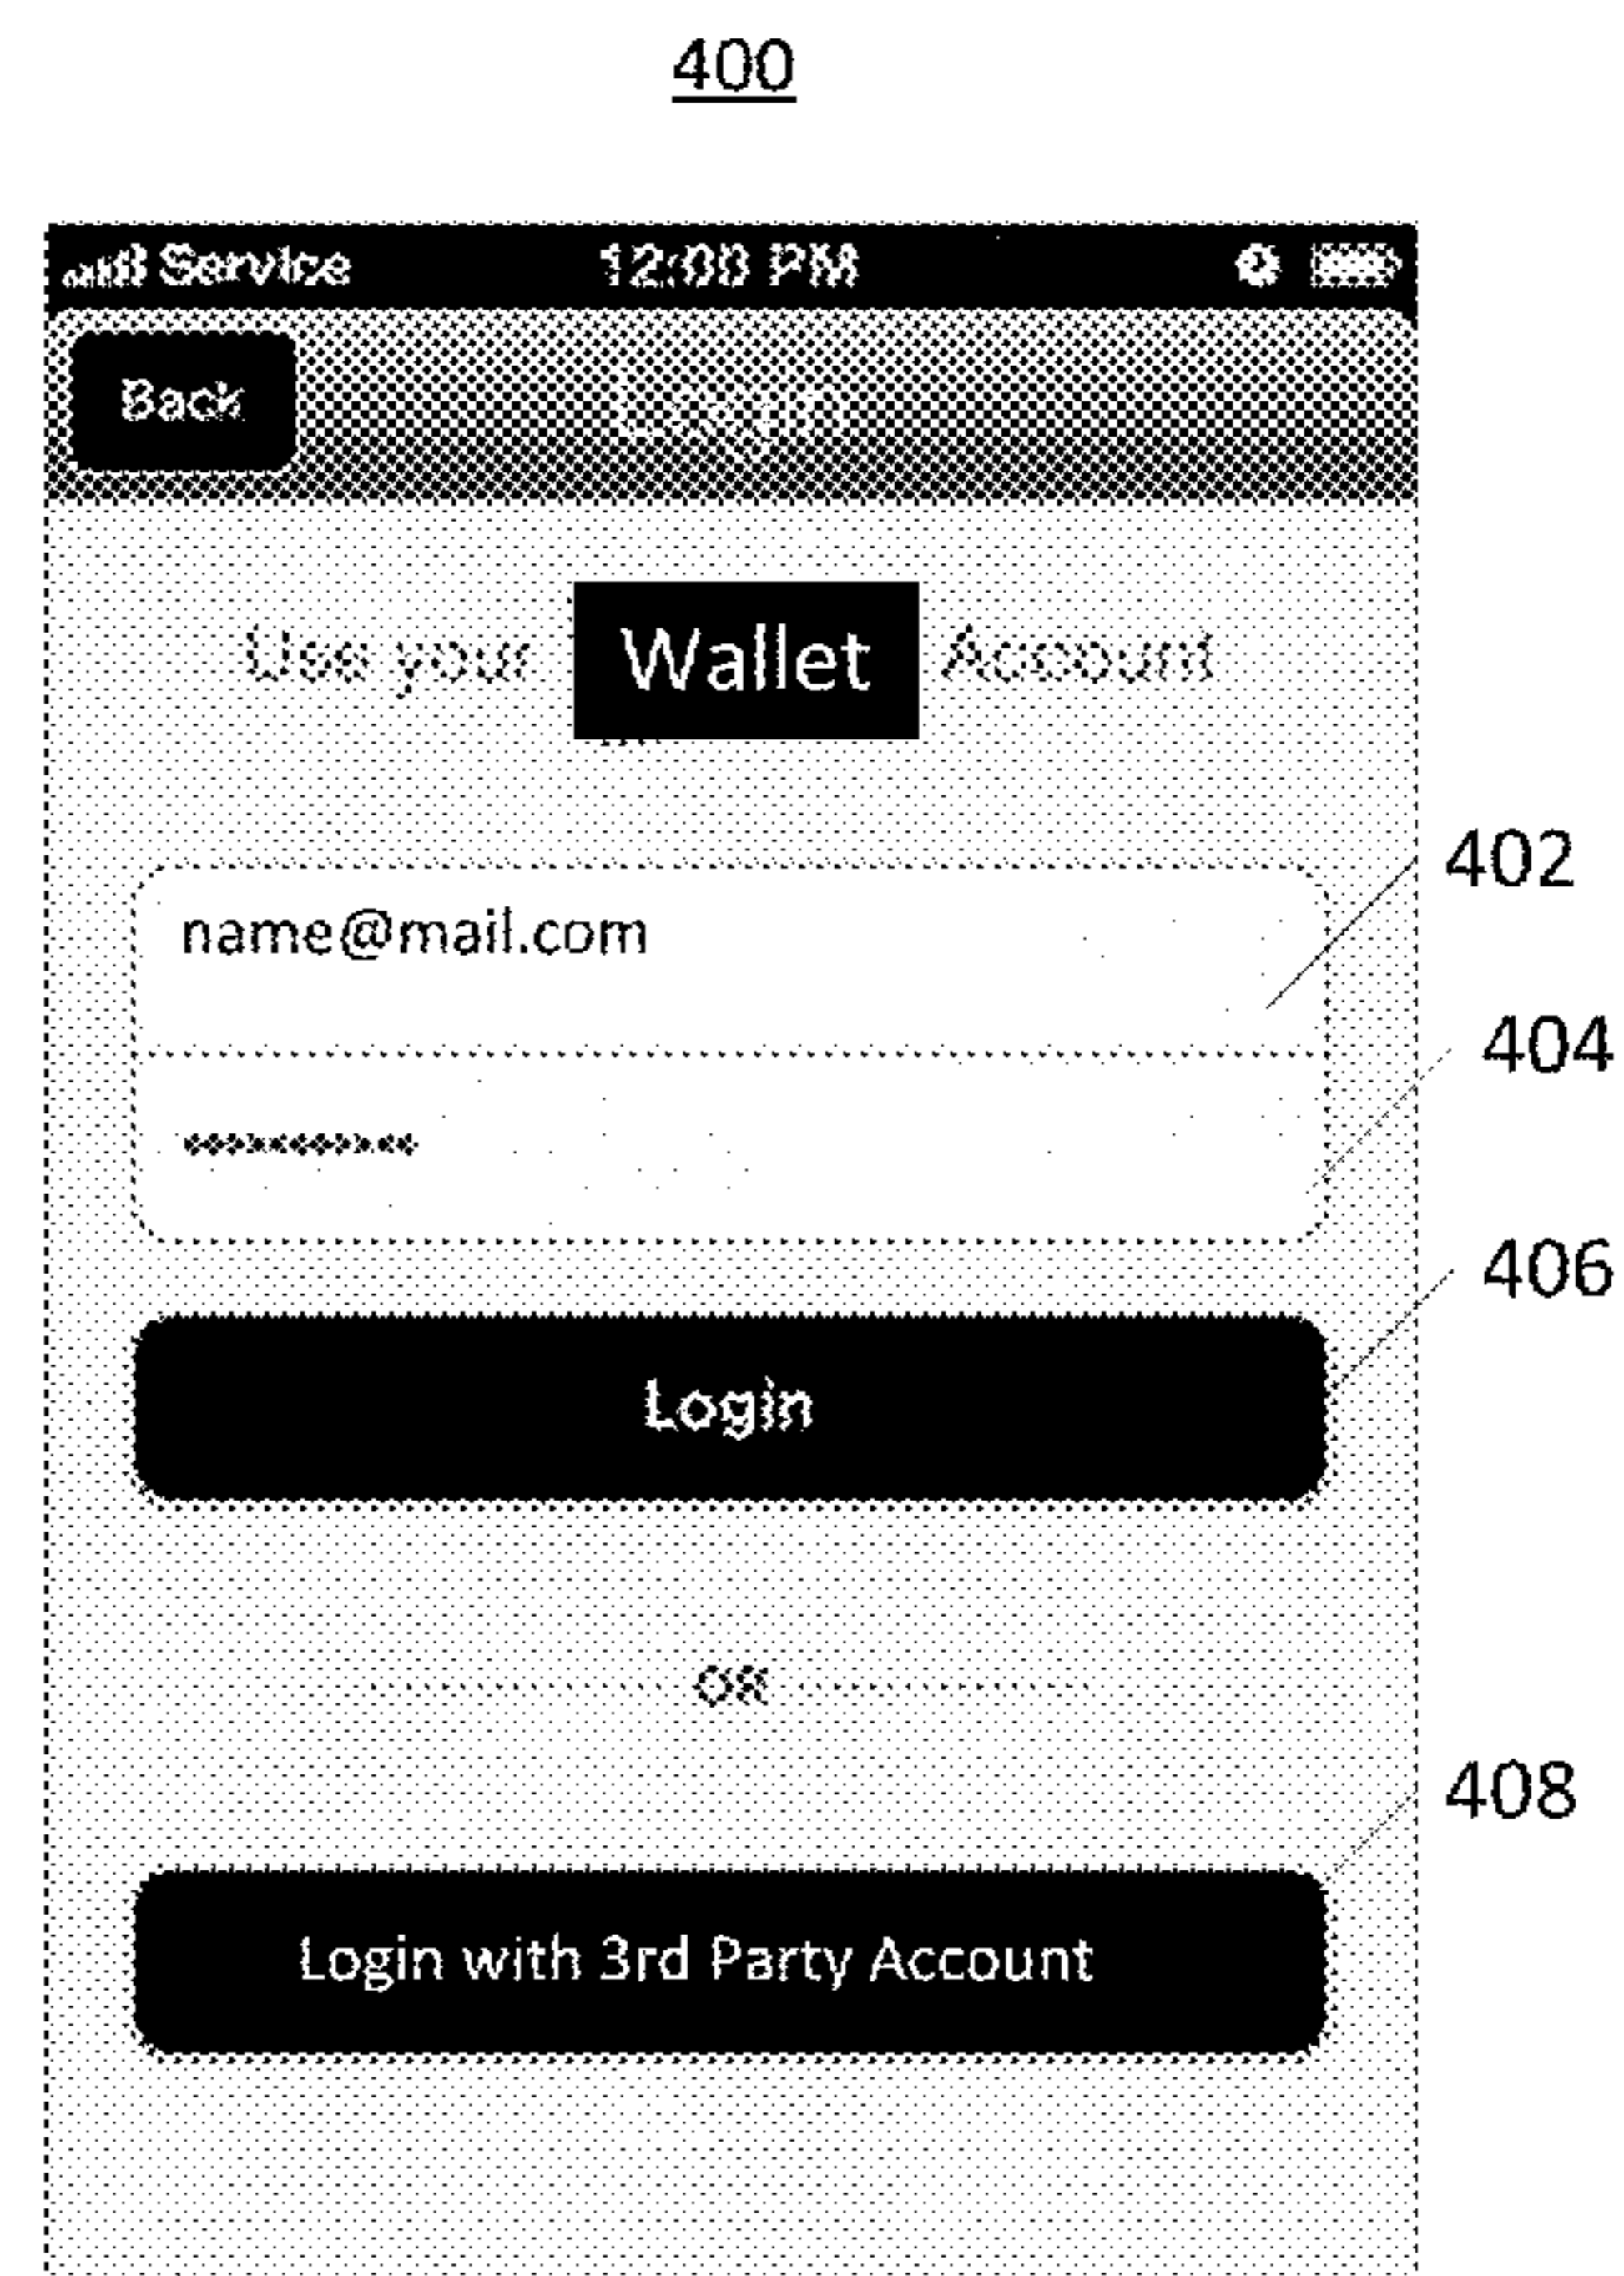 400
Service 12:00 PM
Back Login
Use your Wallet Account
402
name@mail.com
404
406
Login
OR
408
Login with 3rd Party Account